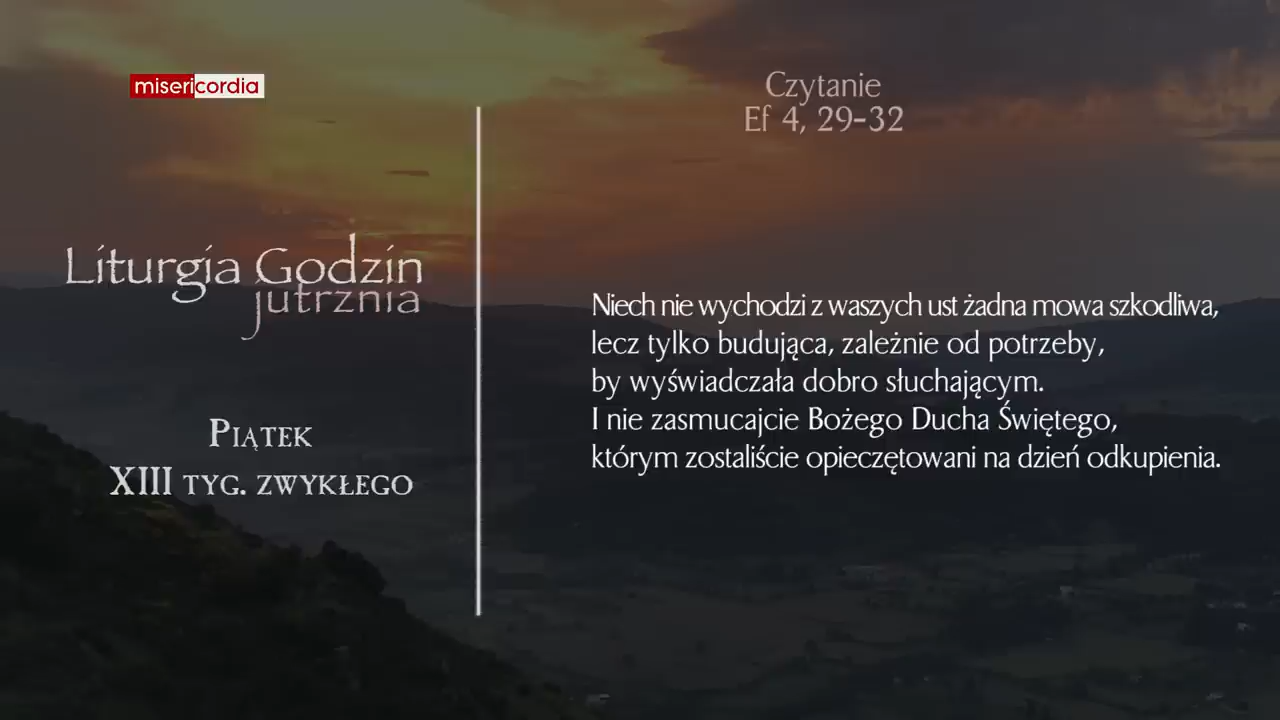 misericordia
Liturgia Godzin
jutrznia
Piątek
XIII tyg. zwykłego
Czytanie
Ef 4, 29-32
Niech nie wychodzi z waszych ust żadna mowa szkodliwa,
lecz tylko budująca, zależnie od potrzeby,
by wyświadczała dobro słuchającym.
I nie zasmucajcie Bożego Ducha Świętego,
którym zostaliście opieczętowani na dzień odkupienia.